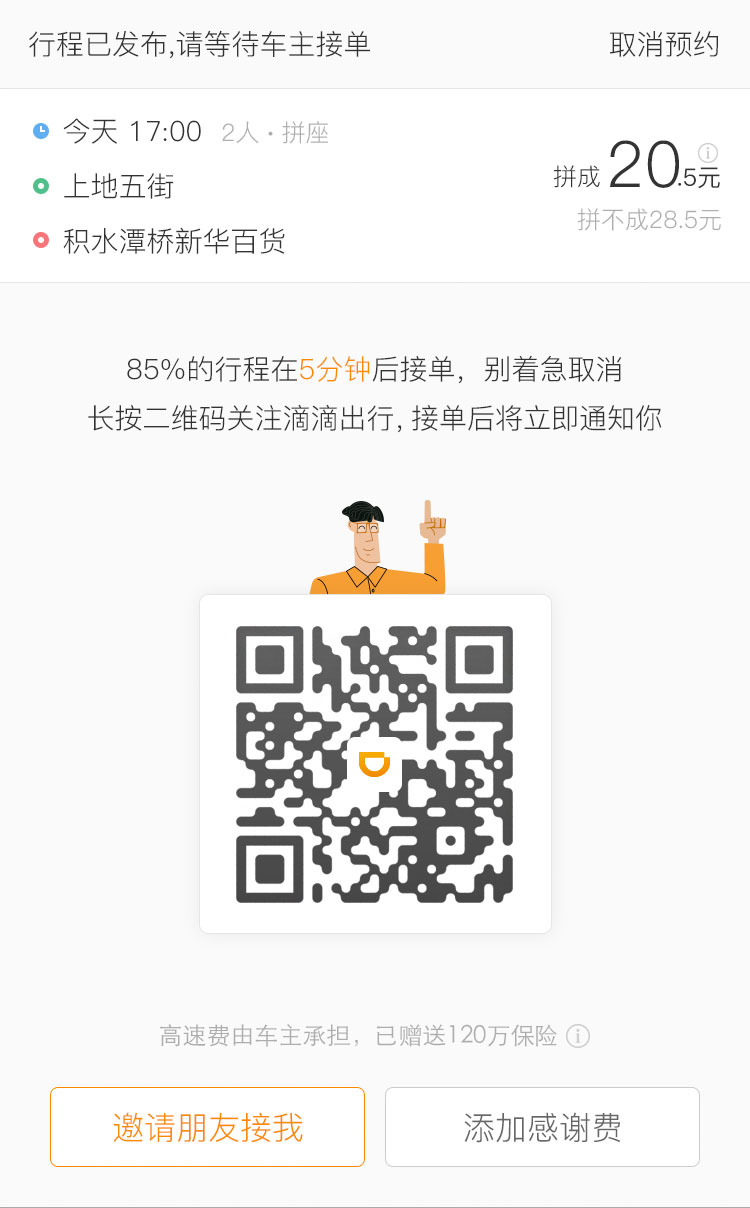 行程已发布,请等待车主接单 取消预约
今天 17:00 2人·拼座
上地五街
积水潭桥新华百货
拼成 20.5元
拼不成28.5元
85%的行程在5分钟后接单，别着急取消
长按二维码关注滴滴出行,接单后将立即通知你
高速费由车主承担，已赠送120万保险
邀请朋友接我 添加感谢费